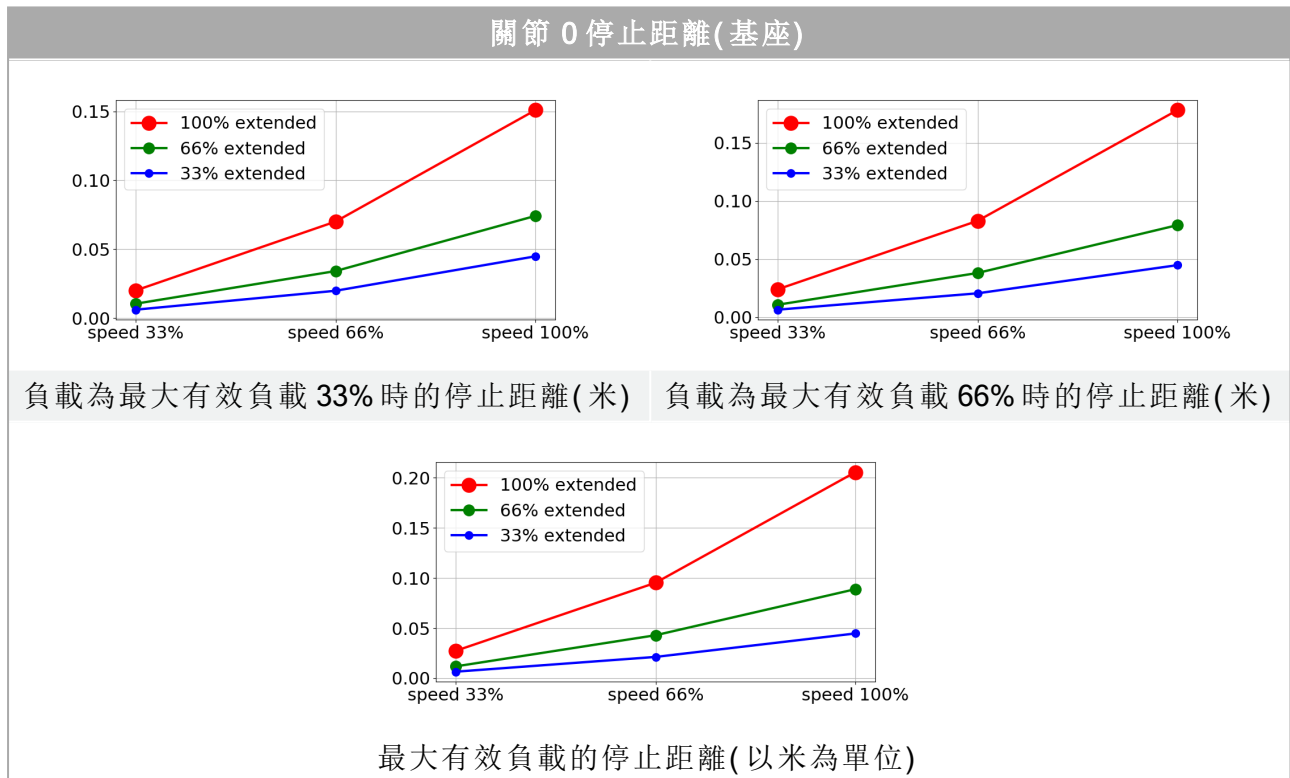 關節 0 停止距離(基座)
0.15
0.10
0.05
0.00
100% extended
66% extended
33% extended
speed 33% speed 66% speed 100%
0.15
0.10
0.05
0.00
100% extended
66% extended
33% extended
speed 33% speed 66% speed 100%
負載為最大有效負載 33% 時的停止距離(米)
負載為最大有效負載 66% 時的停止距離(米)
0.20
0.15
0.10
0.05
0.00
100% extended
66% extended
33% extended
speed 33% speed 66% speed 100%
最大有效負載的停止距離(以米為單位)